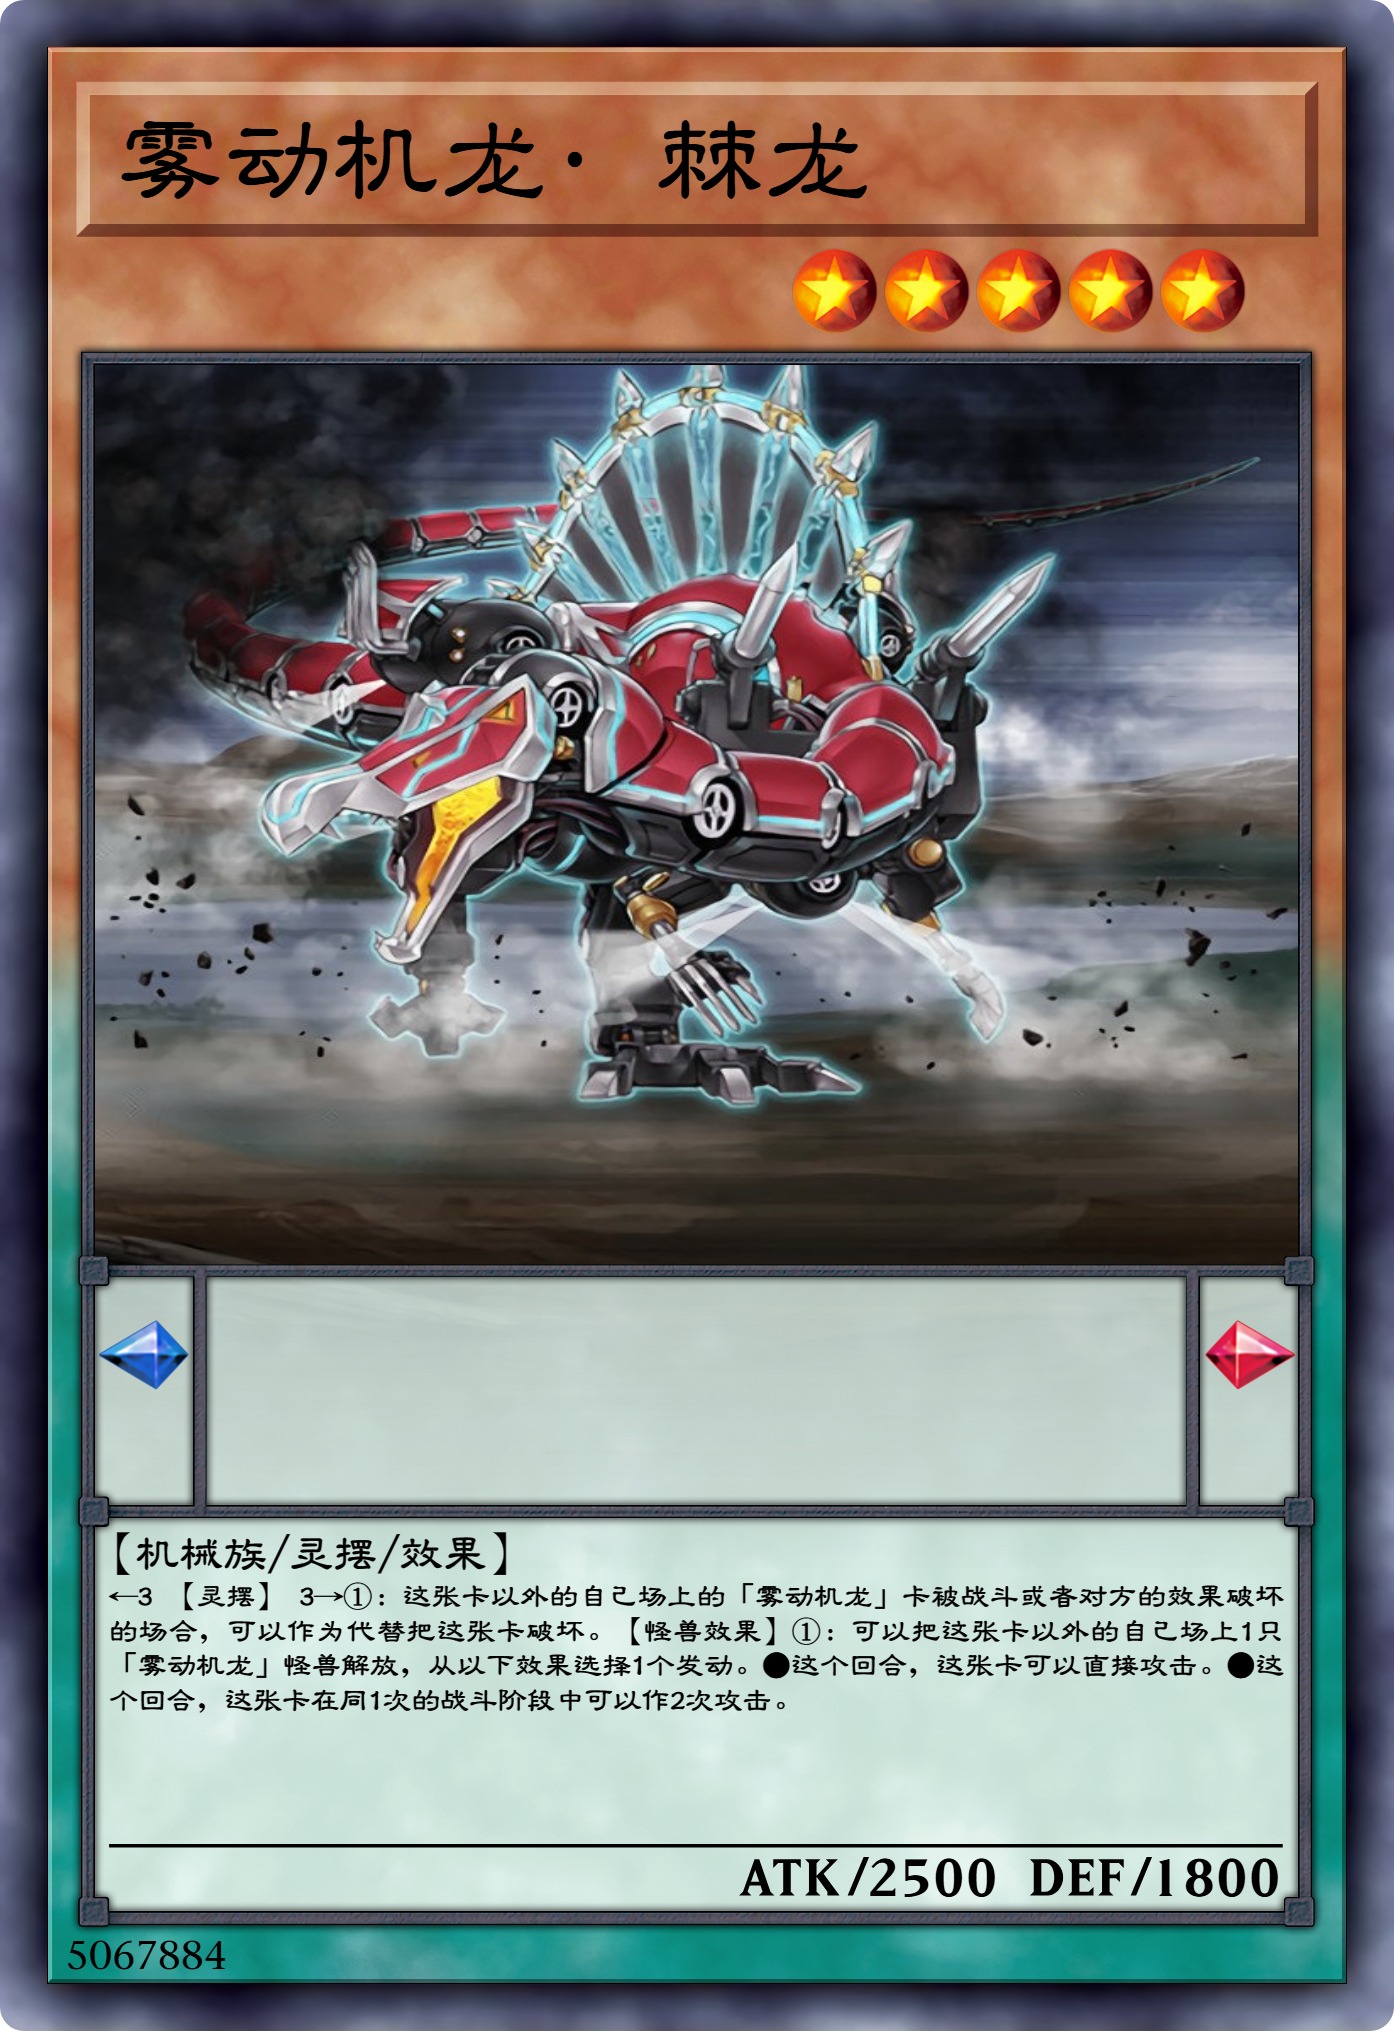 雾动机龙·棘龙
【机械族/灵摆/效果】
←3 【灵摆】 3→①：这张卡以外的自己场上的「雾动机龙」卡被战斗或者对方的效果破坏
的场合，可以作为代替把这张卡破坏。【怪兽效果】①：可以把这张卡以外的自己场上1只
「雾动机龙」怪兽解放，从以下效果选择1个发动。●这个回合，这张卡可以直接攻击。●这
个回合，这张卡在同1次的战斗阶段中可以作2次攻击。
ATK/2500 DEF/1800
5067884